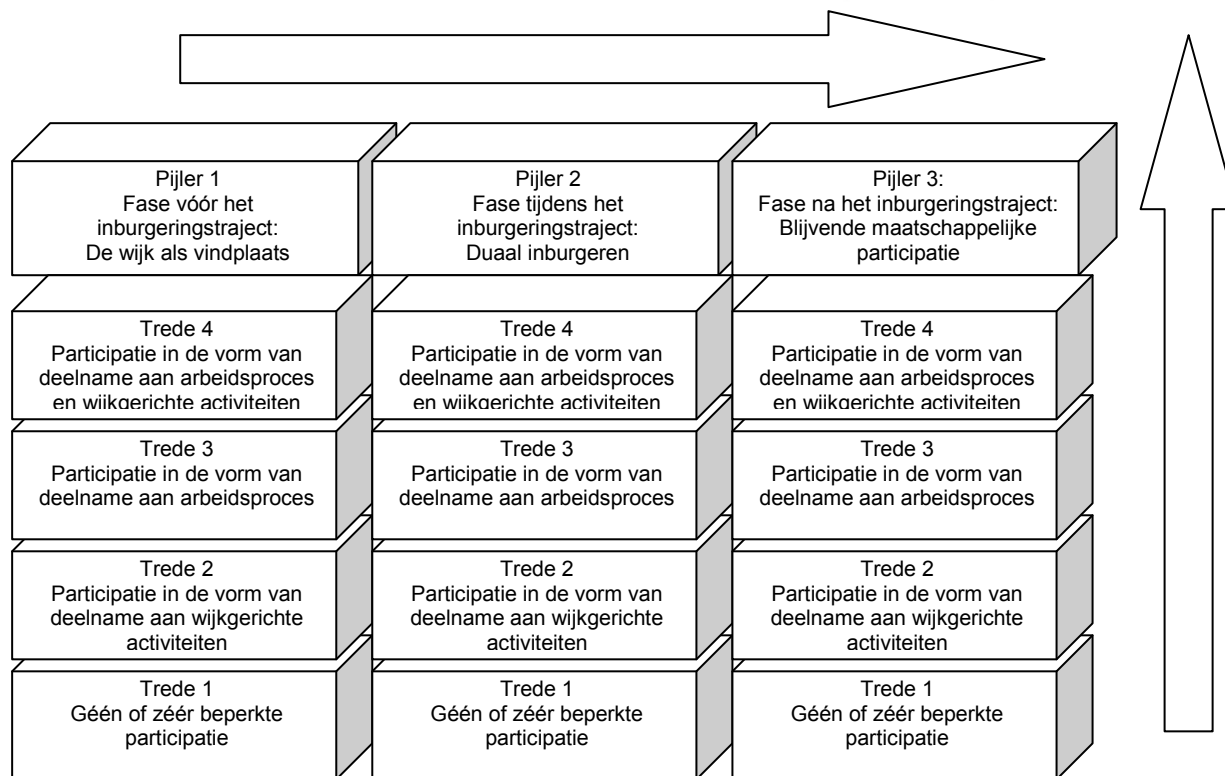 Pijler 1
Fase vóór het
inburgeringstraject:
De wijk als vindplaats
Pijler 2
Fase tijdens het
inburgeringstraject:
Duaal inburgeren
Pijler 3:
Fase na het inburgeringstraject:
Blijvende maatschappelijke
participatie
Trede 4
Participatie in de vorm van
deelname aan arbeidsproces
en wijkgerichte activiteiten
Trede 4
Participatie in de vorm van
deelname aan arbeidsproces
en wijkgerichte activiteiten
Trede 4
Participatie in de vorm van
deelname aan arbeidsproces
en wijkgerichte activiteiten
Trede 3
Participatie in de vorm van
deelname aan arbeidsproces
Trede 3
Participatie in de vorm van
deelname aan arbeidsproces
Trede 3
Participatie in de vorm van
deelname aan arbeidsproces
Trede 2
Participatie in de vorm van
deelname aan wijkgerichte
activiteiten
Trede 2
Participatie in de vorm van
deelname aan wijkgerichte
activiteiten
Trede 2
Participatie in de vorm van
deelname aan wijkgerichte
activiteiten
Trede 1
Géén of zéér beperkte
participatie
Trede 1
Géén of zéér beperkte
participatie
Trede 1
Géén of zéér beperkte
participatie